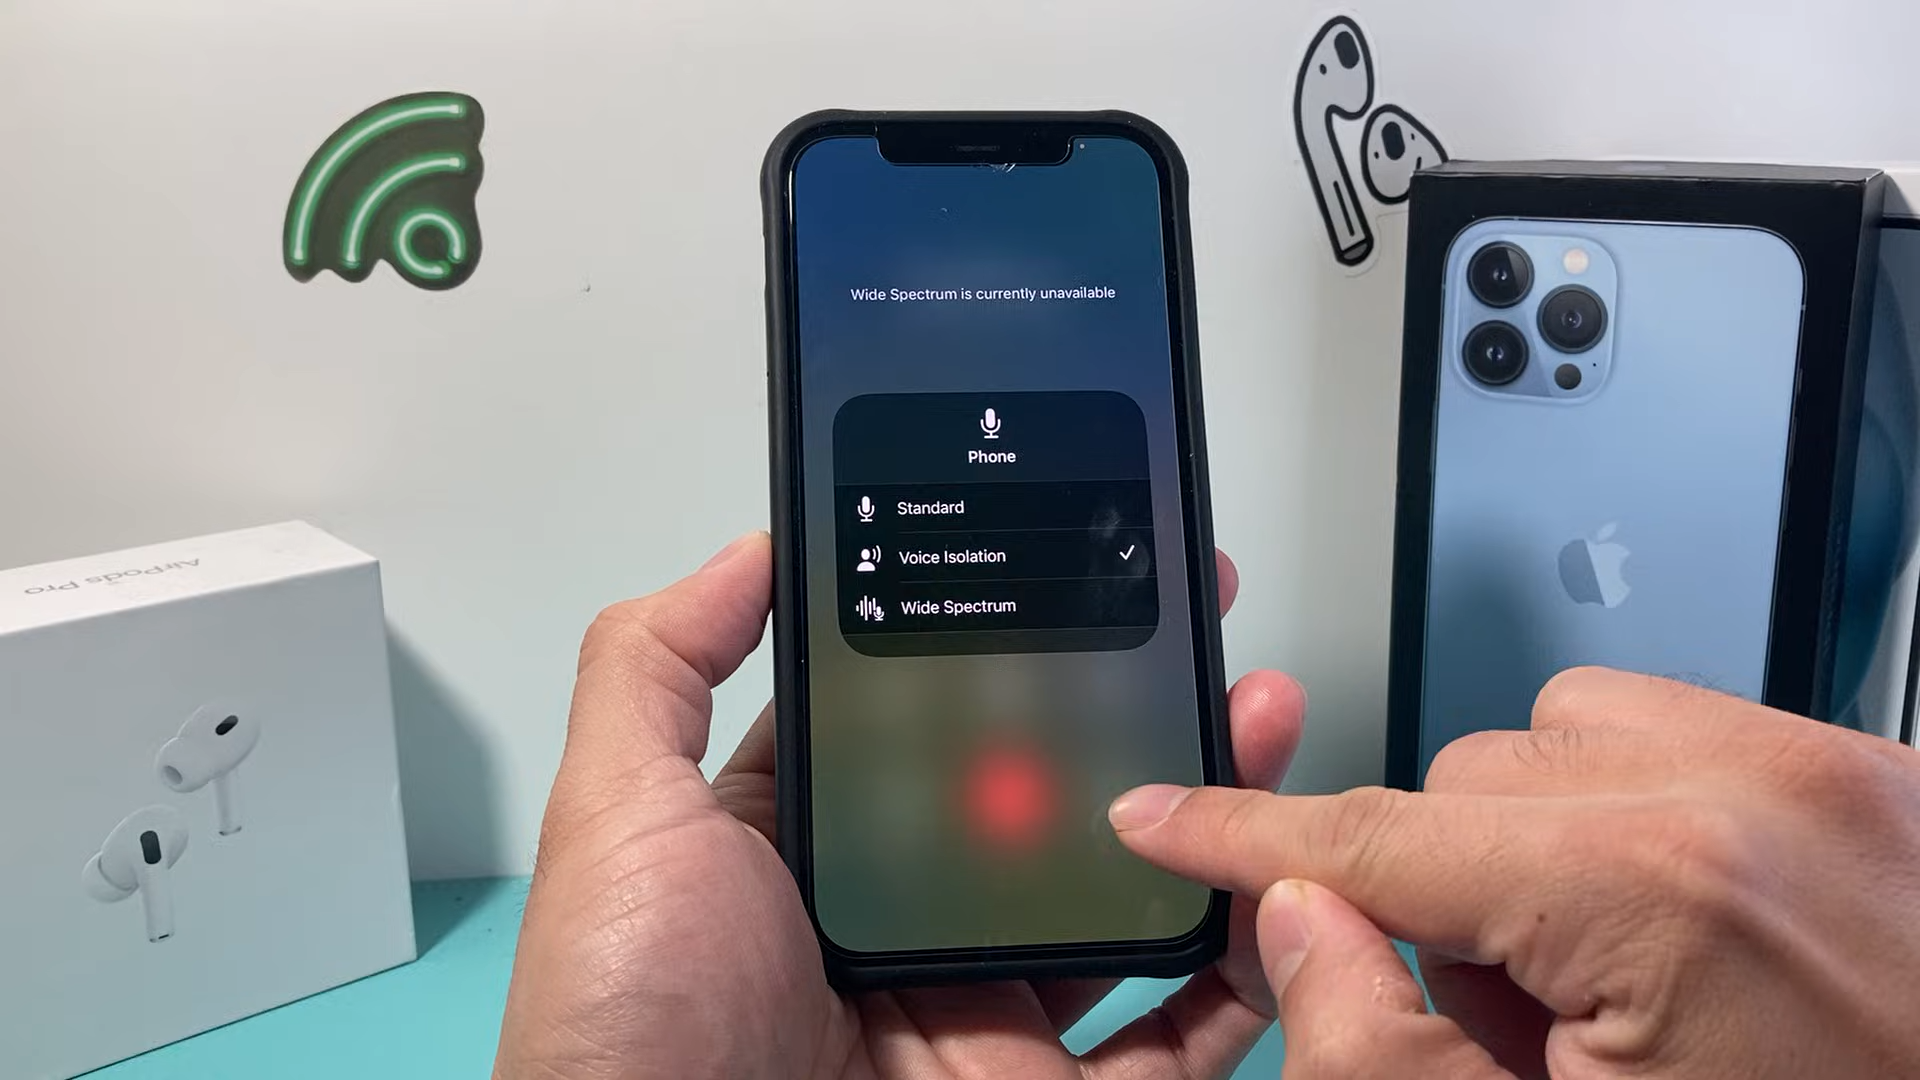 Wide Spectrum is currently unavailable
Phone
Standard
Voice Isolation
Wide Spectrum
AirPods Pro